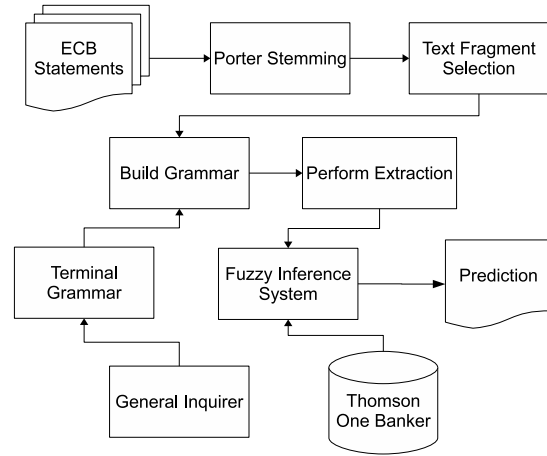 ECB
Statements
Porter Stemming
Text Fragment
Selection
Build Grammar
Perform Extraction
Terminal
Grammar
Fuzzy Inference
System
Prediction
General Inquirer
Thomson
One Banker